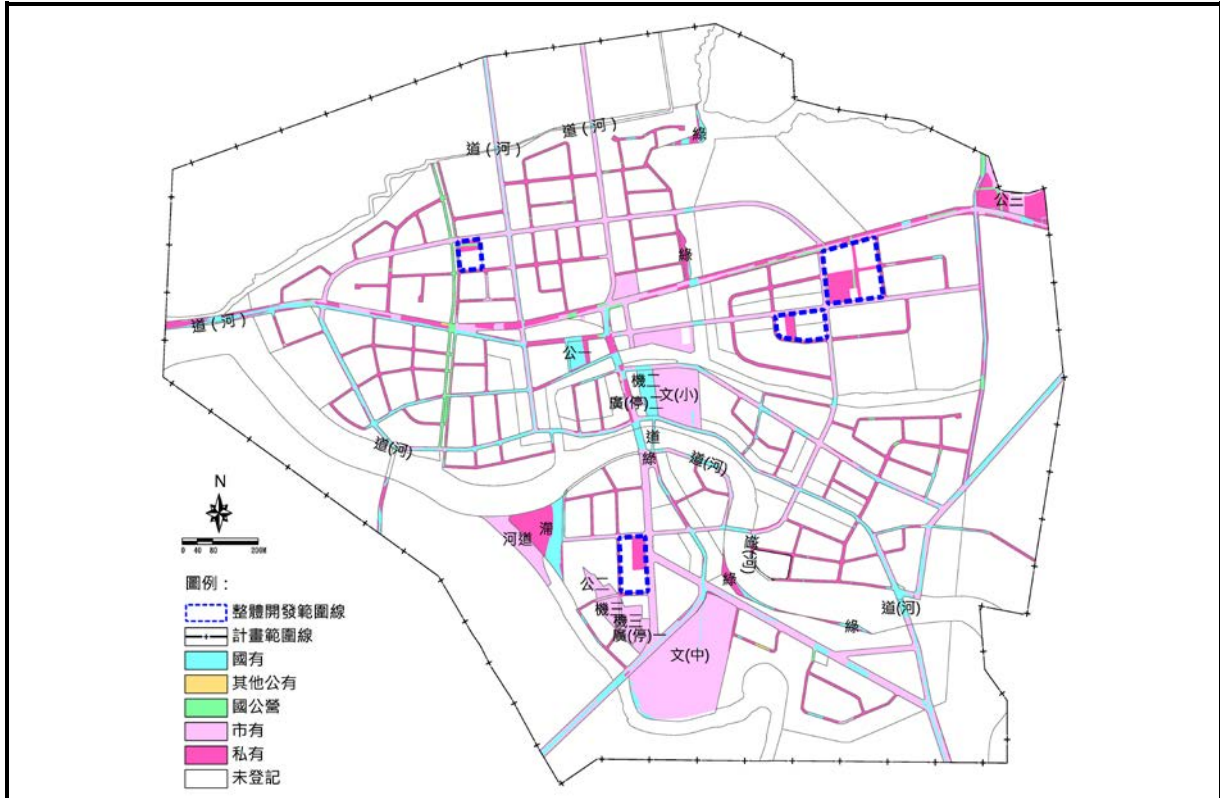 道(河)
道(河)
綠
公三
綠
道(河)
公一
機二
文(小)
廣(停)二
道
道(河)
綠
道(河)
N
灘
河道
道(河)
0 40 80 200M
公二
綠
圖例：
機三
道(河)
整體開發範圍線
機三
綠
計畫範圍線
廣(停)一
國有
文(中)
其他公有
國公營
市有
私有
未登記